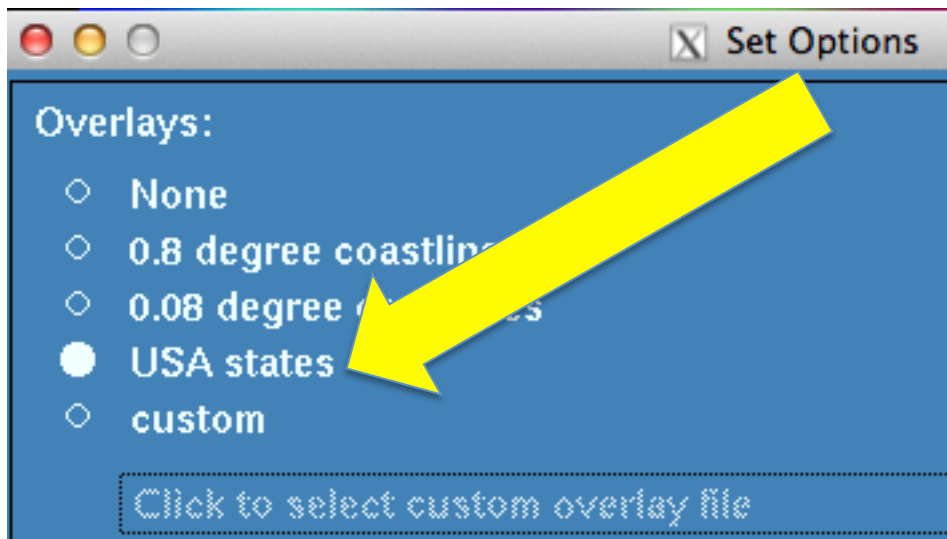 Set Options
Overlays:
None
0.8 degree
0.08 degree
USA states
custom
Click to select custom overlay file